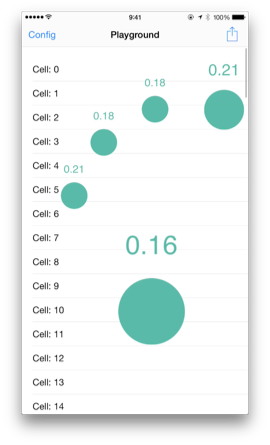 9:41
100%
Config
Playground
Cell: 0
0.21
0.18
Cell: 1
Cell: 2
0.18
Cell: 3
Cell: 4
0.21
Cell: 5
Cell: 6
Cell: 7
0.16
Cell: 8
Cell: 9
Cell: 10
Cell: 11
Cell: 12
Cell: 13
Cell: 14